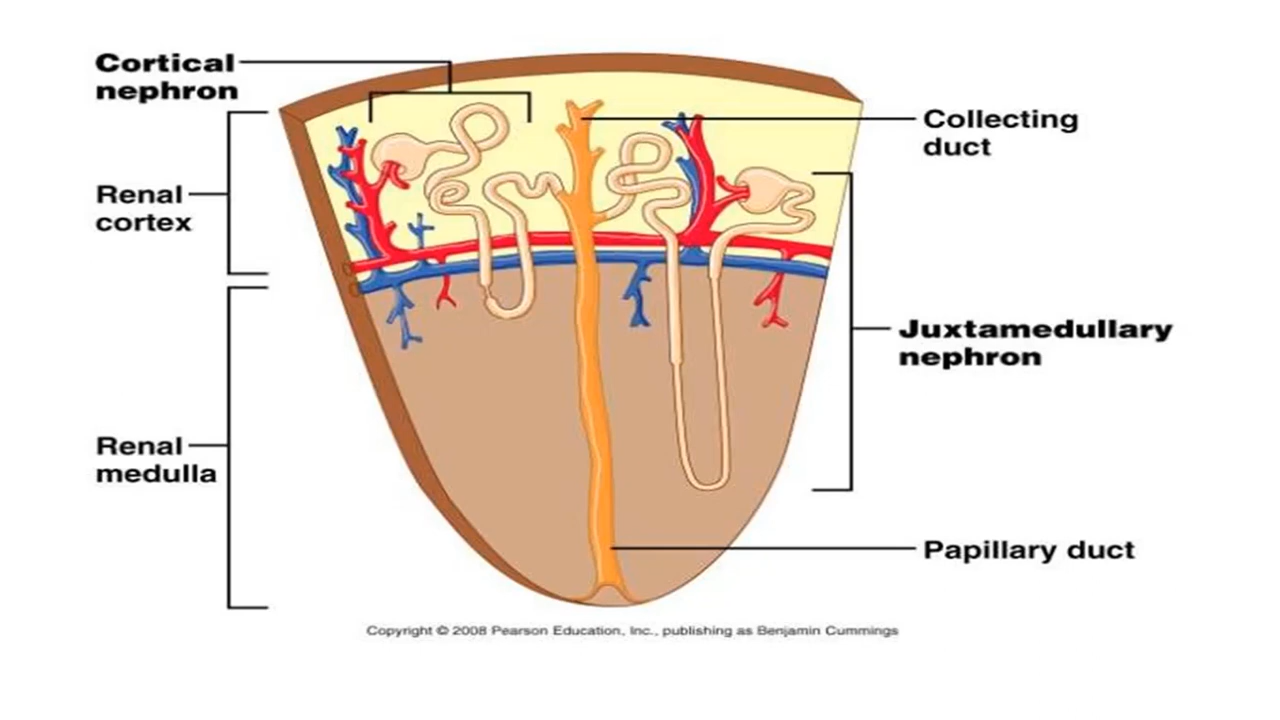 Cortical
nephron
Collecting
duct
Renal
cortex
Juxtamedullary
nephron
Renal
medulla
Papillary duct
Copyright © 2008 Pearson Education, Inc., publishing as Benjamin Cummings